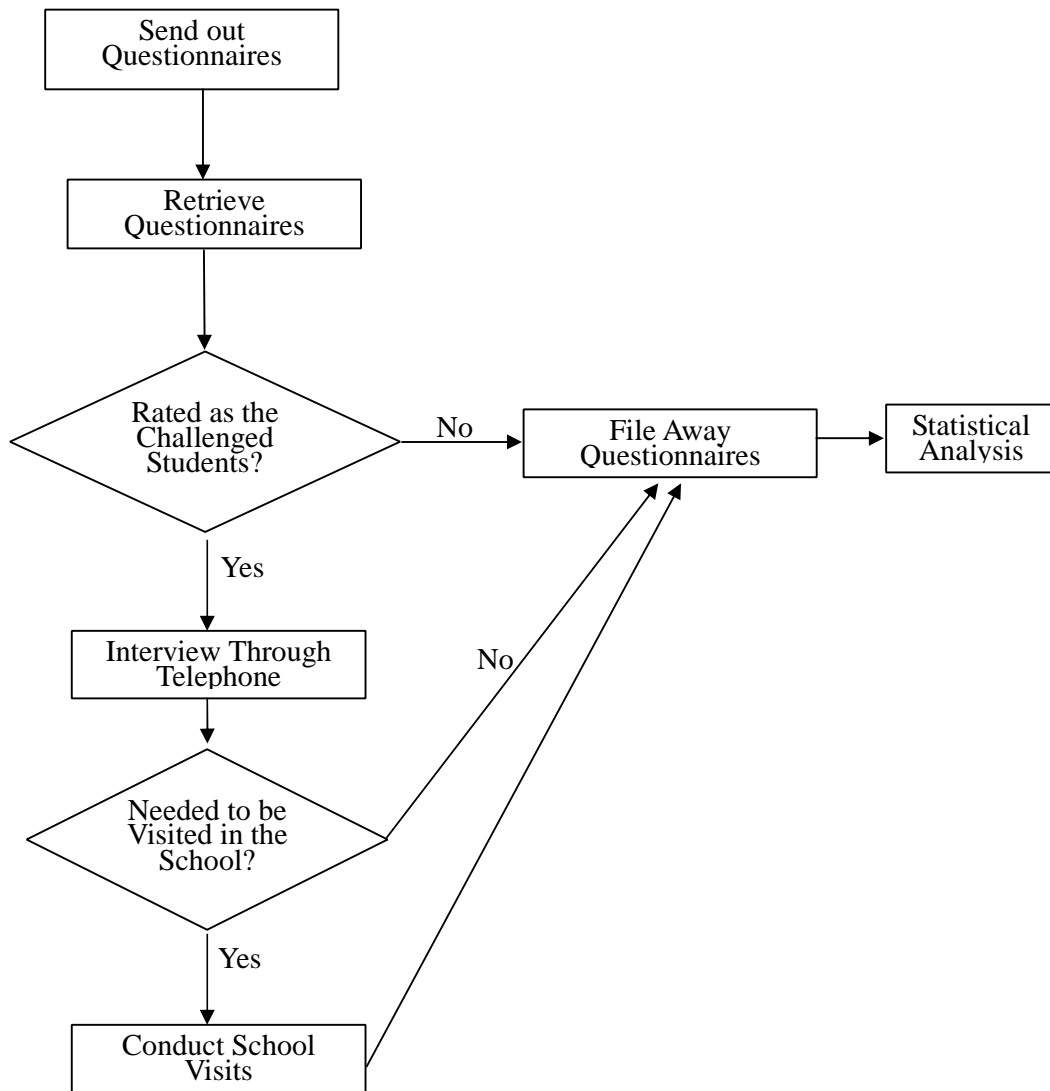 Send out
Questionnaires
Retrieve
Questionnaires
Rated as the
Challenged
Students?
No
File Away
Questionnaires
Statistical
Analysis
Yes
Interview Through
Telephone
No
Needed to be
Visited in the
School?
Yes
Conduct School
Visits